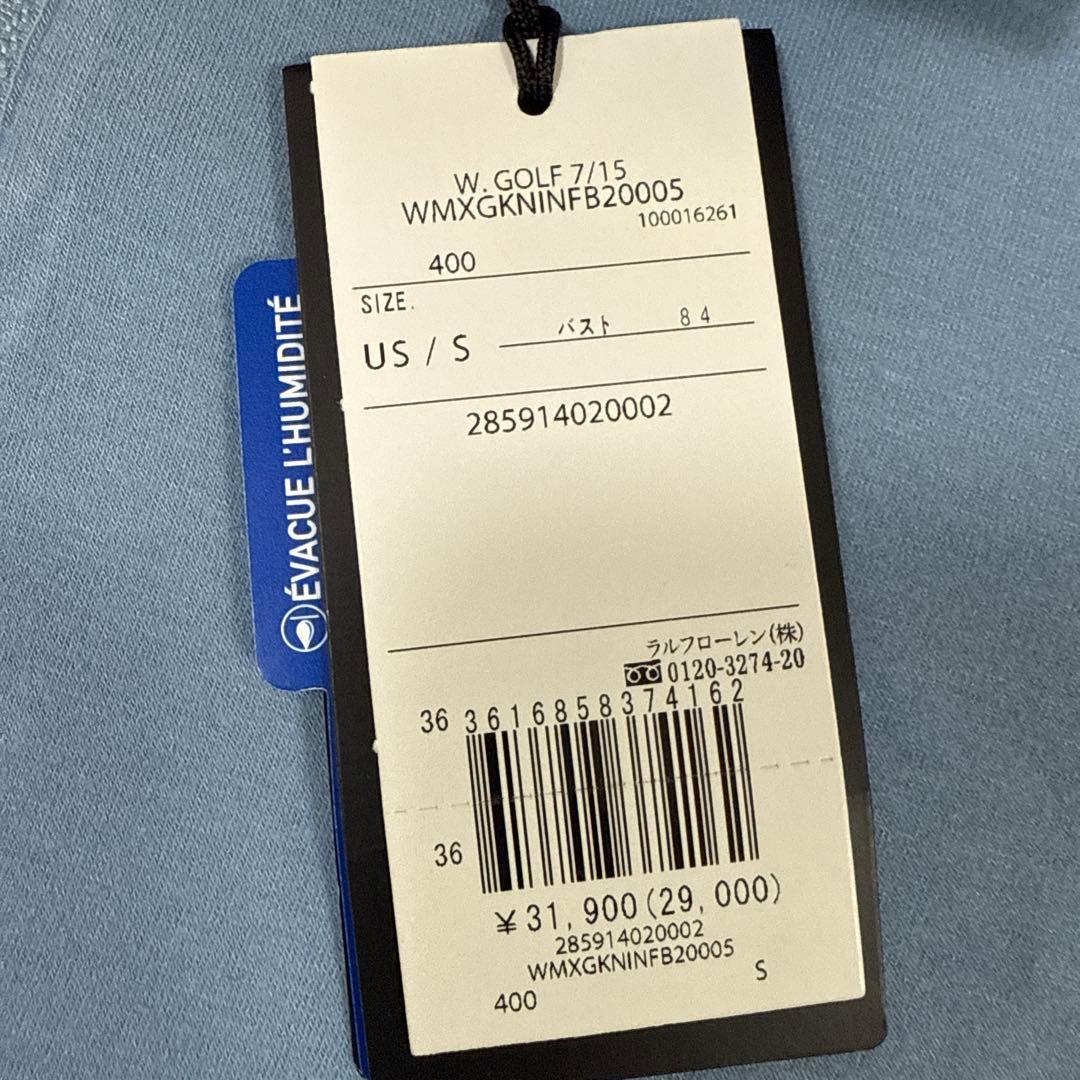 W. GOLF 7/15
WMXGKNINFB20005
100016261
400
SIZE.
US / S
バスト 84
285914020002
ÉVACUE L'HUMIDITÉ
ラルフローレン(株)
0120-3274-20
36 3616858374162
36
¥31,900(29,000)
285914020002
WMXGKNINFB20005
400 S